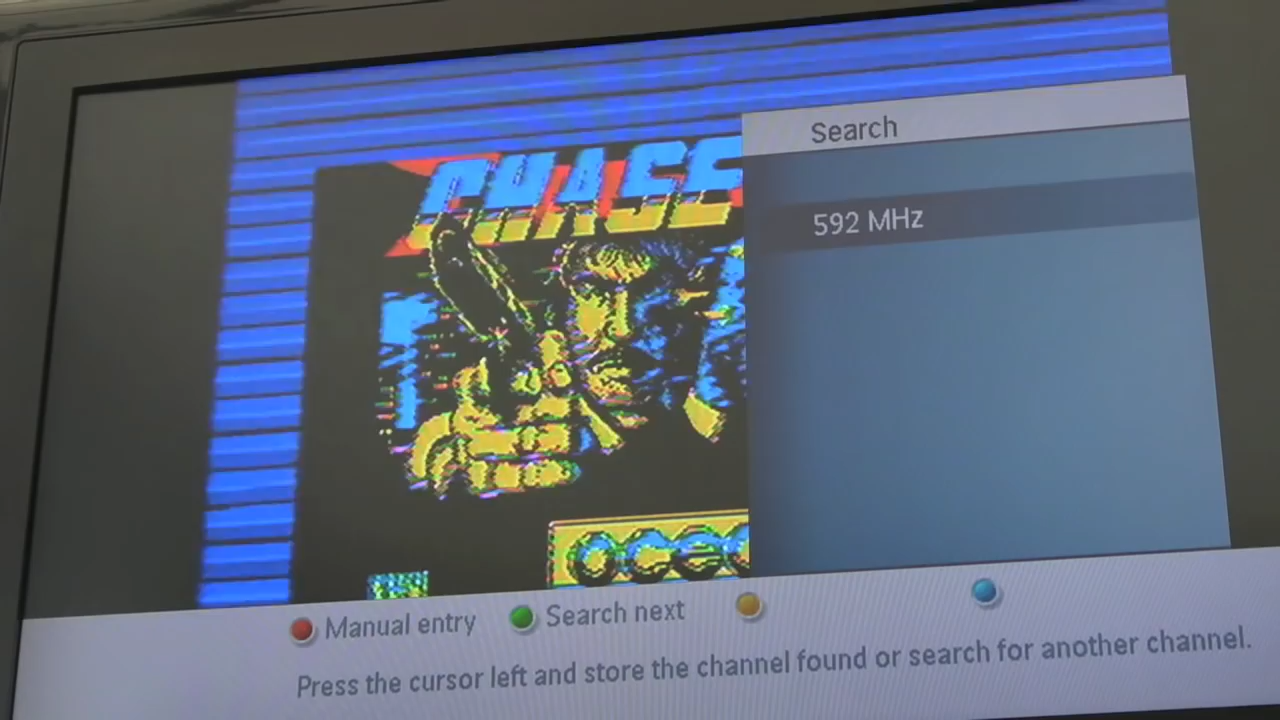 CHASE
Search
592 MHz
Manual entry
Search next
Press the cursor left and store the channel found or search for another channel.